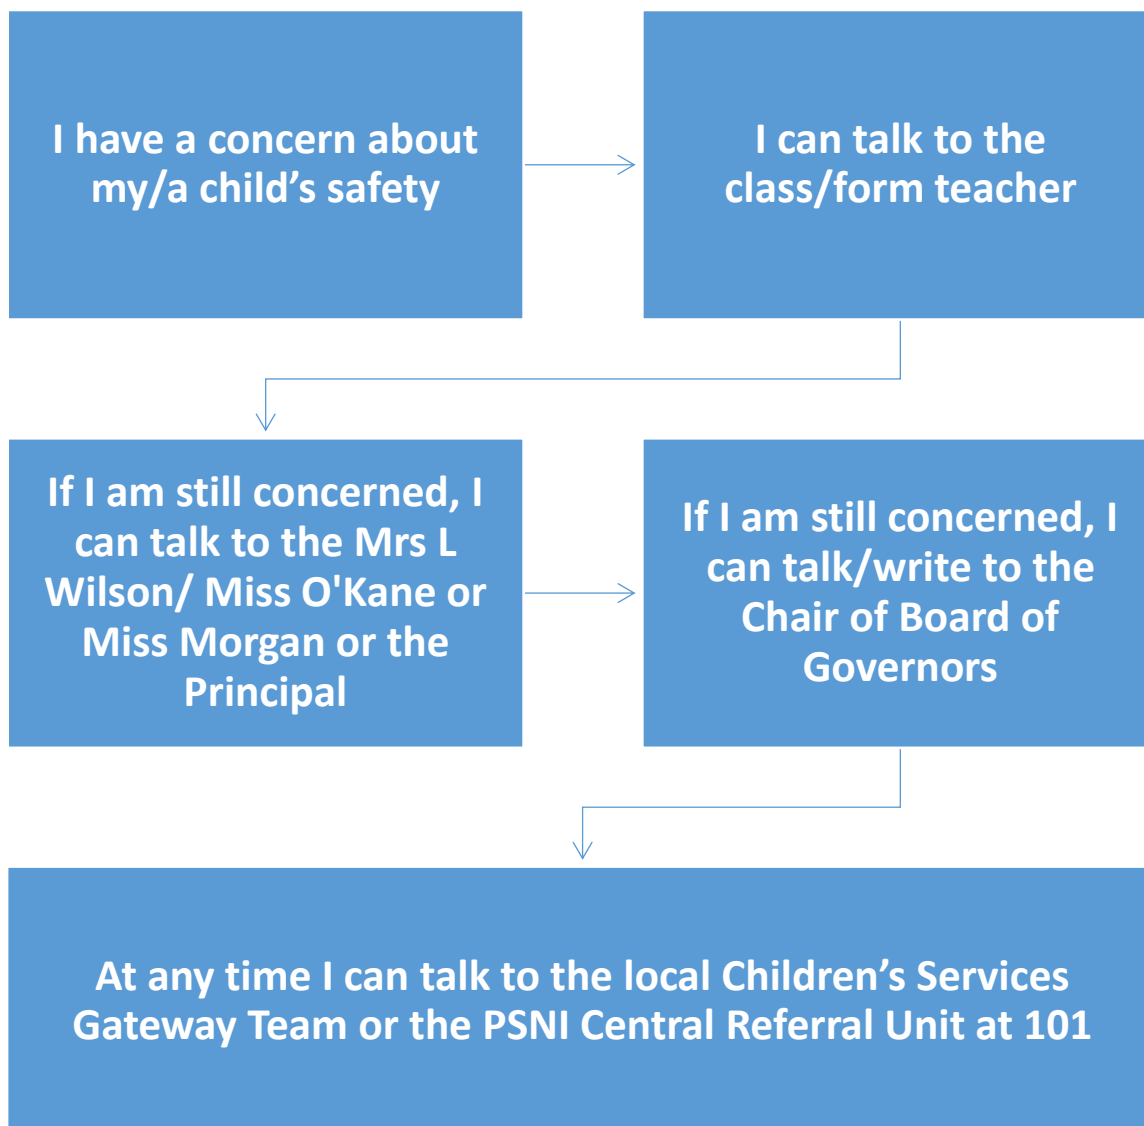 I have a concern about
my/a child’s safety
I can talk to the
class/form teacher
If I am still concerned, I
can talk to the Mrs L
Wilson/ Miss O'Kane or
Miss Morgan or the
Principal
If I am still concerned, I
can talk/write to the
Chair of Board of
Governors
At any time I can talk to the local Children’s Services
Gateway Team or the PSNI Central Referral Unit at 101